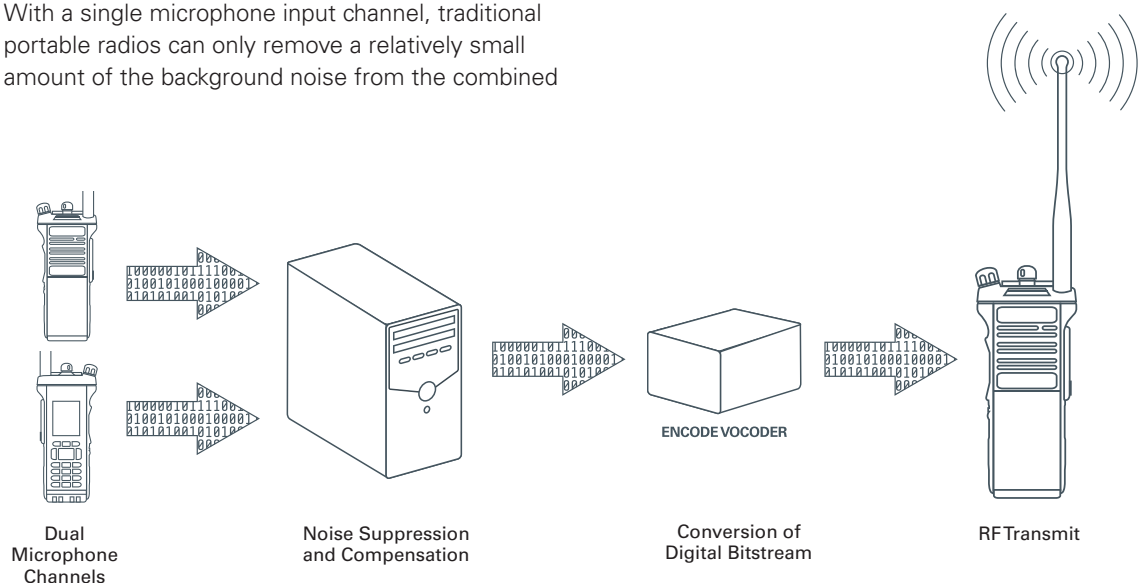 With a single microphone input channel, traditional
portable radios can only remove a relatively small
amount of the background noise from the combined
ENCODE VOCODER
Dual
Microphone
Channels
Noise Suppression
and Compensation
Conversion of
Digital Bitstream
RF Transmit